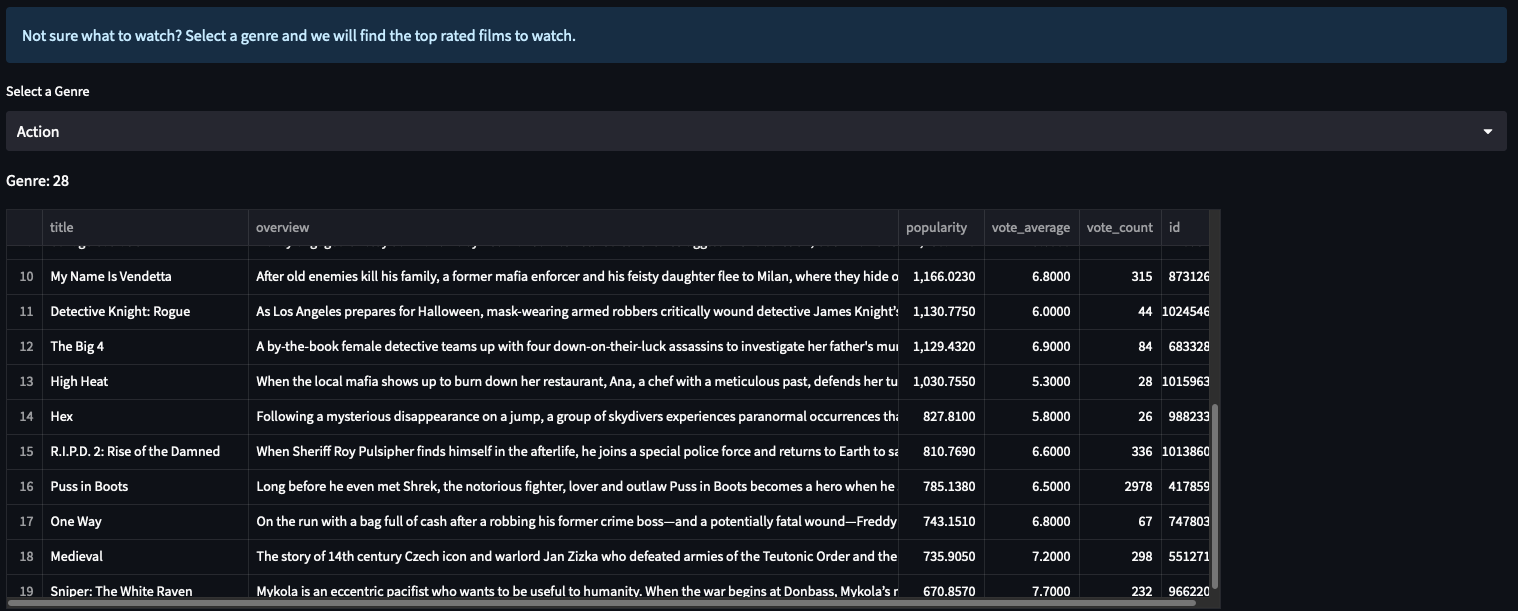 Not sure what to watch? Select a genre and we will find the top rated films to watch.
Select a Genre
Action
Genre: 28
title overview popularity vote_average vote_count id
10 My Name Is Vendetta After old enemies kill his family, a former mafia enforcer and his feisty daughter flee to Milan, where they hide o 1,166.0230 6.8000 315 873126
11 Detective Knight: Rogue As Los Angeles prepares for Halloween, mask-wearing armed robbers critically wound detective James Knight's 1,130.7750 6.0000 44 1024546
12 The Big 4 A by-the-book female detective teams up with four down-on-their-luck assassins to investigate her father's mu 1,129.4320 6.9000 84 683328
13 High Heat When the local mafia shows up to burn down her restaurant, Ana, a chef with a meticulous past, defends her tu 1,030.7550 5.3000 28 1015963
14 Hex Following a mysterious disappearance on a jump, a group of skydivers experiences paranormal occurrences tha 827.8100 5.8000 26 988233
15 R.I.P.D. 2: Rise of the Damned When Sheriff Roy Pulsipher finds himself in the afterlife, he joins a special police force and returns to Earth to sa 810.7690 6.6000 336 1013860
16 Puss in Boots Long before he even met Shrek, the notorious fighter, lover and outlaw Puss in Boots becomes a hero when he 785.1380 6.5000 2978 417859
17 One Way On the run with a bag full of cash after a robbing his former crime boss—and a potentially fatal wound—Freddy 743.1510 6.8000 67 747803
18 Medieval The story of 14th century Czech icon and warlord Jan Zizka who defeated armies of the Teutonic Order and the 735.9050 7.2000 298 551271
19 Sniper: The White Raven Mykola is an eccentric pacifist who wants to be useful to humanity. When the war begins at Donbass, Mykola's 670.8570 7.7000 232 966220